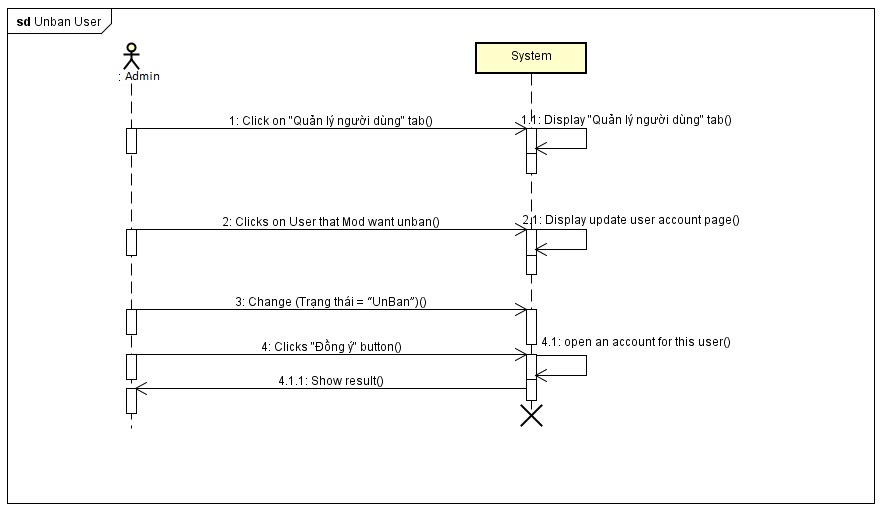 sd Unban User
: Admin
System
1: Click on "Quản lý người dùng" tab()
1.1: Display "Quản lý người dùng" tab()
2: Clicks on User that Mod want unban()
2.1: Display update user account page()
3: Change (Trạng thái = “UnBan”)()
4: Clicks "Đồng ý" button()
4.1: open an account for this user()
4.1.1: Show result()